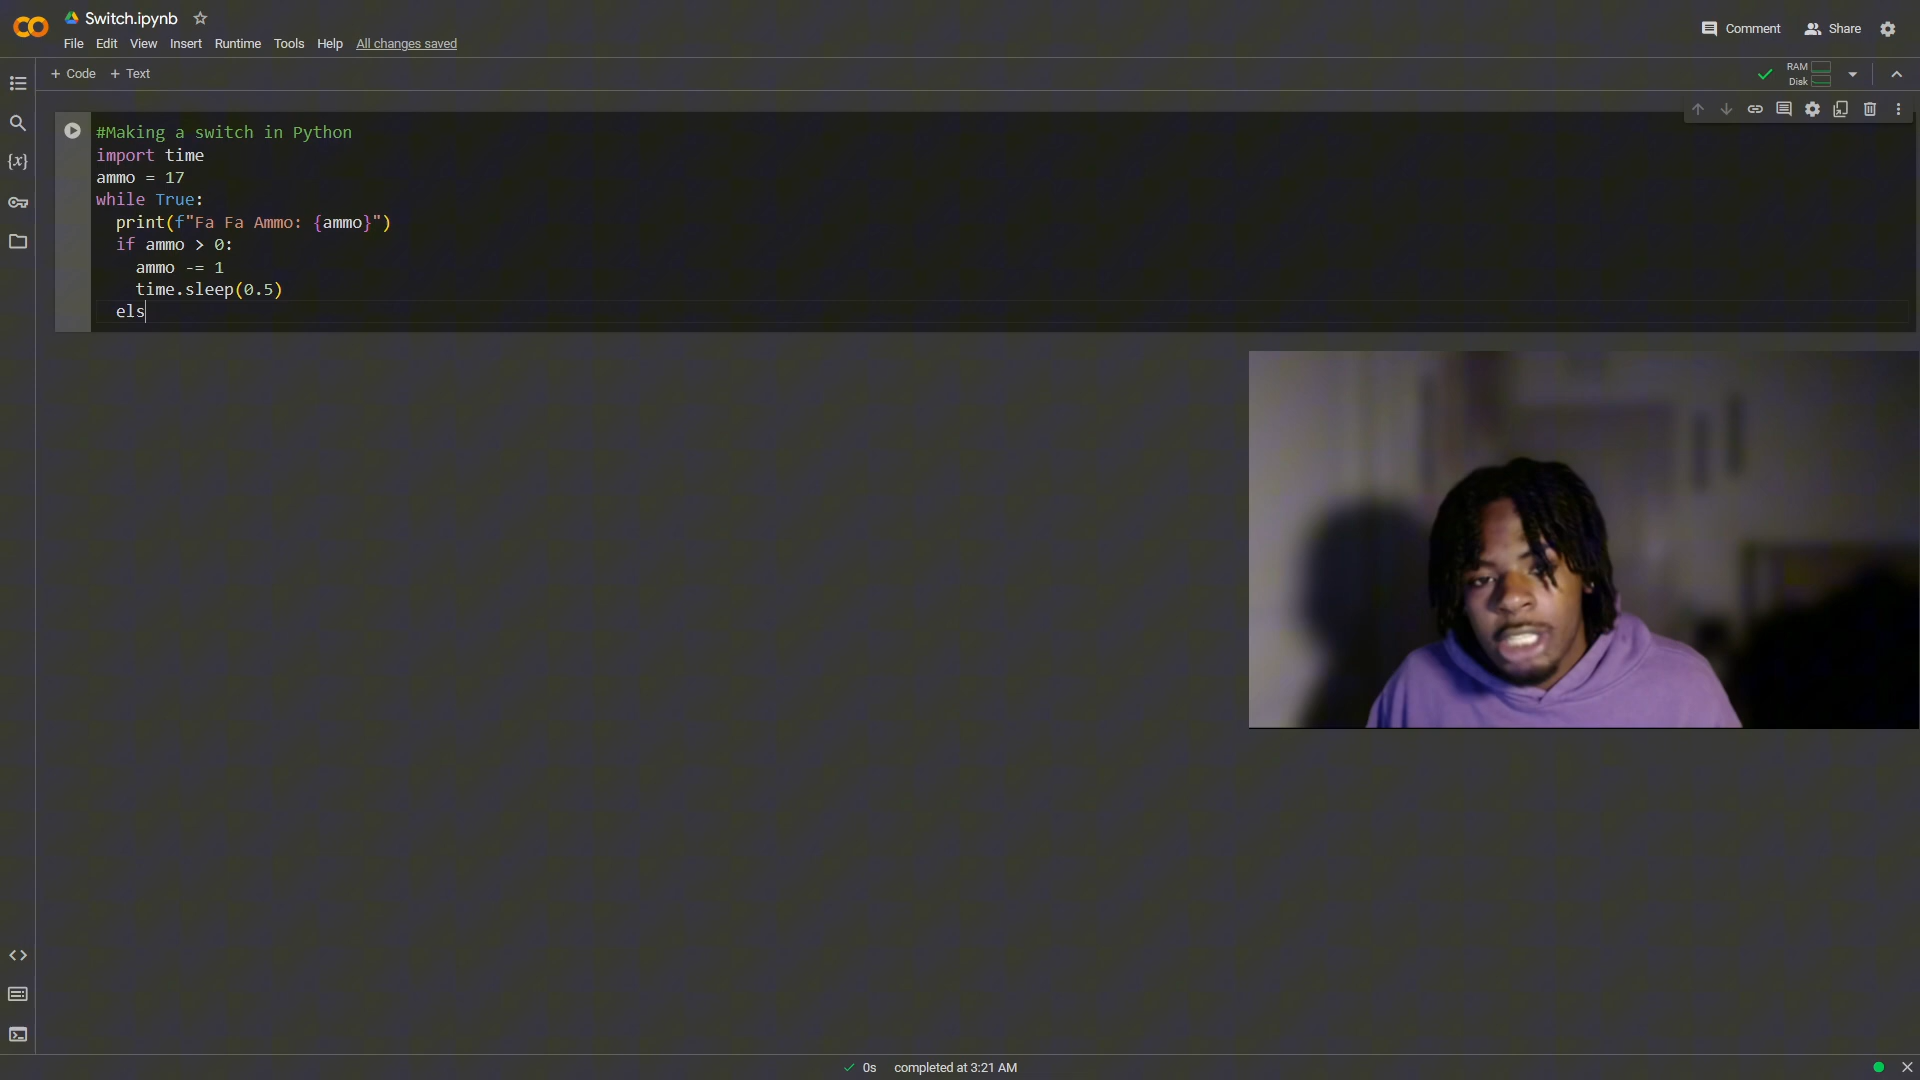 Switch.ipynb
File Edit View Insert Runtime Tools Help All changes saved
Comment Share
+ Code + Text
RAM
Disk
#Making a switch in Python
import time
ammo = 17
while True:
  print(f"Fa Fa Ammo: {ammo}")
  if ammo > 0:
    ammo -= 1
    time.sleep(0.5)
  els
{x}
0s completed at 3:21 AM